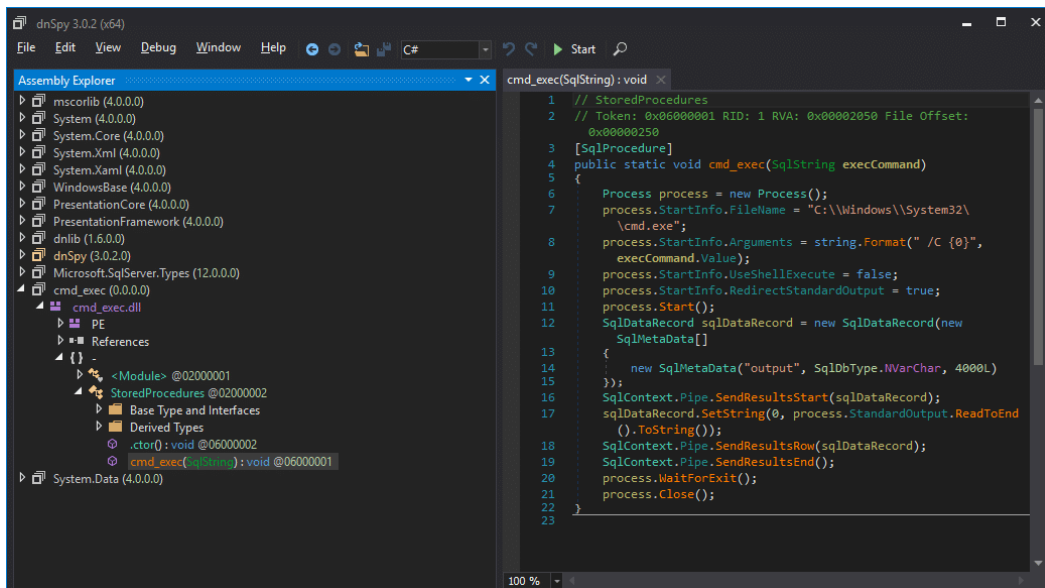 dnSpy 3.0.2 (x64)
File Edit View Debug Window Help C# Start
Assembly Explorer
mscorlib (4.0.0.0)
System (4.0.0.0)
System.Core (4.0.0.0)
System.Xml (4.0.0.0)
System.Xaml (4.0.0.0)
WindowsBase (4.0.0.0)
PresentationCore (4.0.0.0)
PresentationFramework (4.0.0.0)
dnlib (1.6.0.0)
dnSpy (3.0.2.0)
Microsoft.SqlServer.Types (12.0.0.0)
cmd_exec (0.0.0.0)
cmd_exec.dll
PE
References
{ } -
<Module> @02000001
StoredProcedures @02000002
Base Type and Interfaces
Derived Types
.ctor() : void @06000002
cmd_exec(SqlString) : void @06000001
System.Data (4.0.0.0)
cmd_exec(SqlString) : void
1 // StoredProcedures
2 // Token: 0x06000001 RID: 1 RVA: 0x00002050 File Offset:
0x00000250
3 [SqlProcedure]
4 public static void cmd_exec(SqlString execCommand)
5 {
6 Process process = new Process();
7 process.StartInfo.FileName = "C:\\Windows\\System32\
\cmd.exe";
8 process.StartInfo.Arguments = string.Format(" /C {0}",
execCommand.Value);
9 process.StartInfo.UseShellExecute = false;
10 process.StartInfo.RedirectStandardOutput = true;
11 process.Start();
12 SqlDataRecord sqlDataRecord = new SqlDataRecord(new
SqlMetaData[]
13 {
14 new SqlMetaData("output", SqlDbType.NVarChar, 4000L)
15 });
16 SqlContext.Pipe.SendResultsStart(sqlDataRecord);
17 sqlDataRecord.SetString(0, process.StandardOutput.ReadToEnd
().ToString());
18 SqlContext.Pipe.SendResultsRow(sqlDataRecord);
19 SqlContext.Pipe.SendResultsEnd();
20 process.WaitForExit();
21 process.Close();
22 }
23
100 %